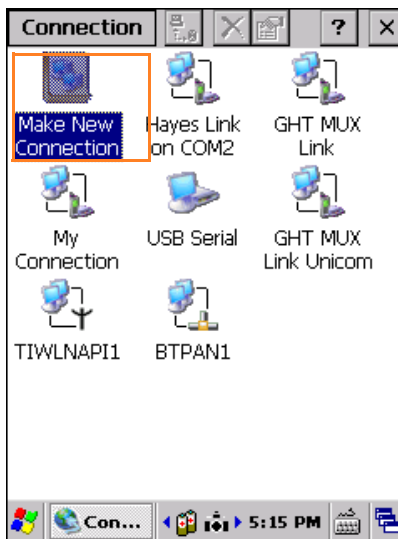 Connection ? ×
Make New Hayes Link GHT MUX
Connection on COM2 Link
My USB Serial GHT MUX
Connection Link Unicom
TIWLNAPI1 BTPAN1
Con... 5:15 PM